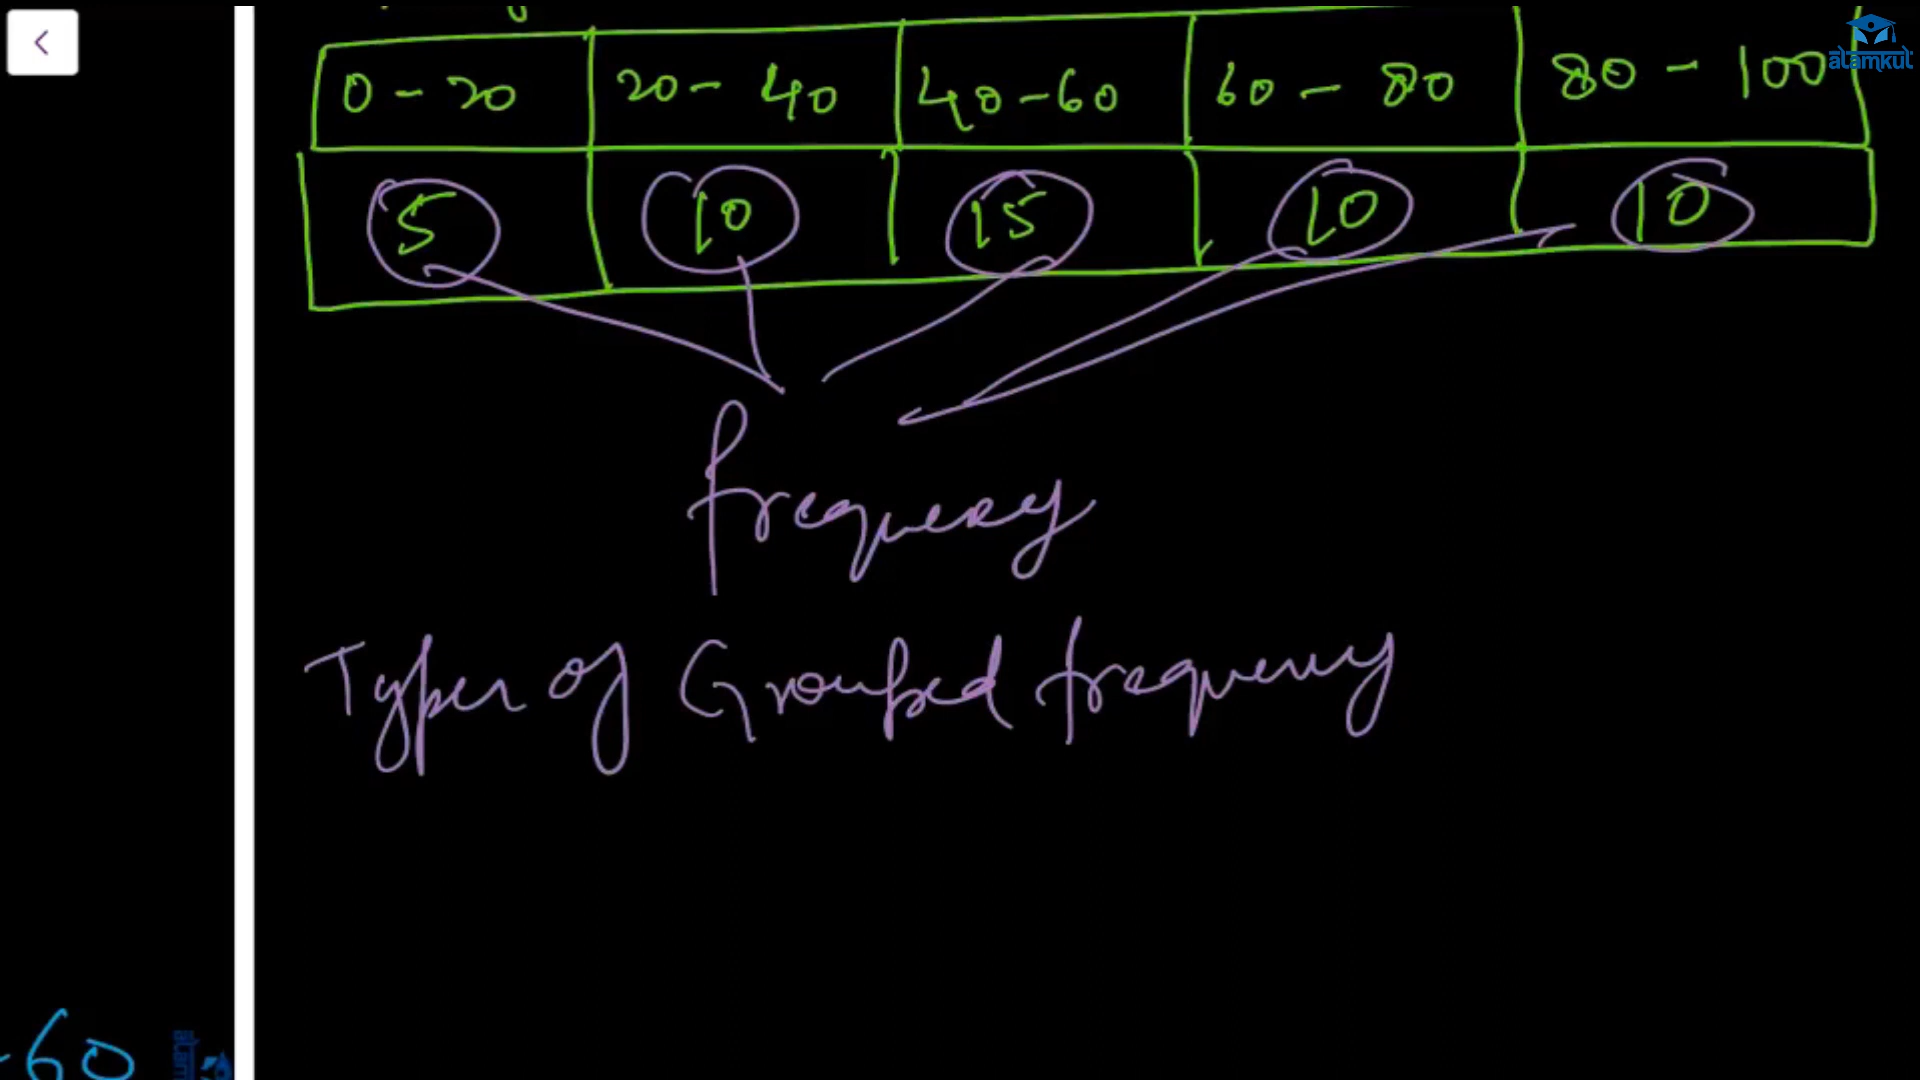 alamkut
0 - 20 20 - 40 40 - 60 60 - 80 80 - 100
5 10 15 10 10
frequency
Types of Grouped frequency
-60